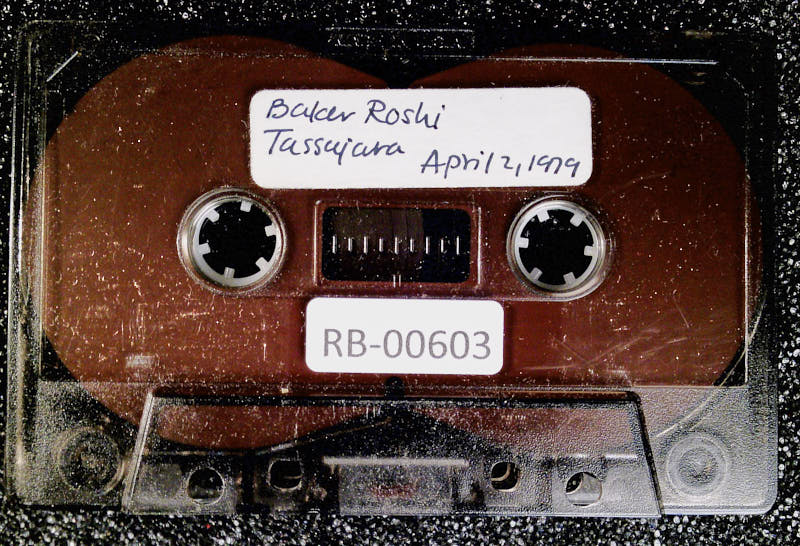 Baker Roshi
Tassajara
April 2, 1979
RB-00603